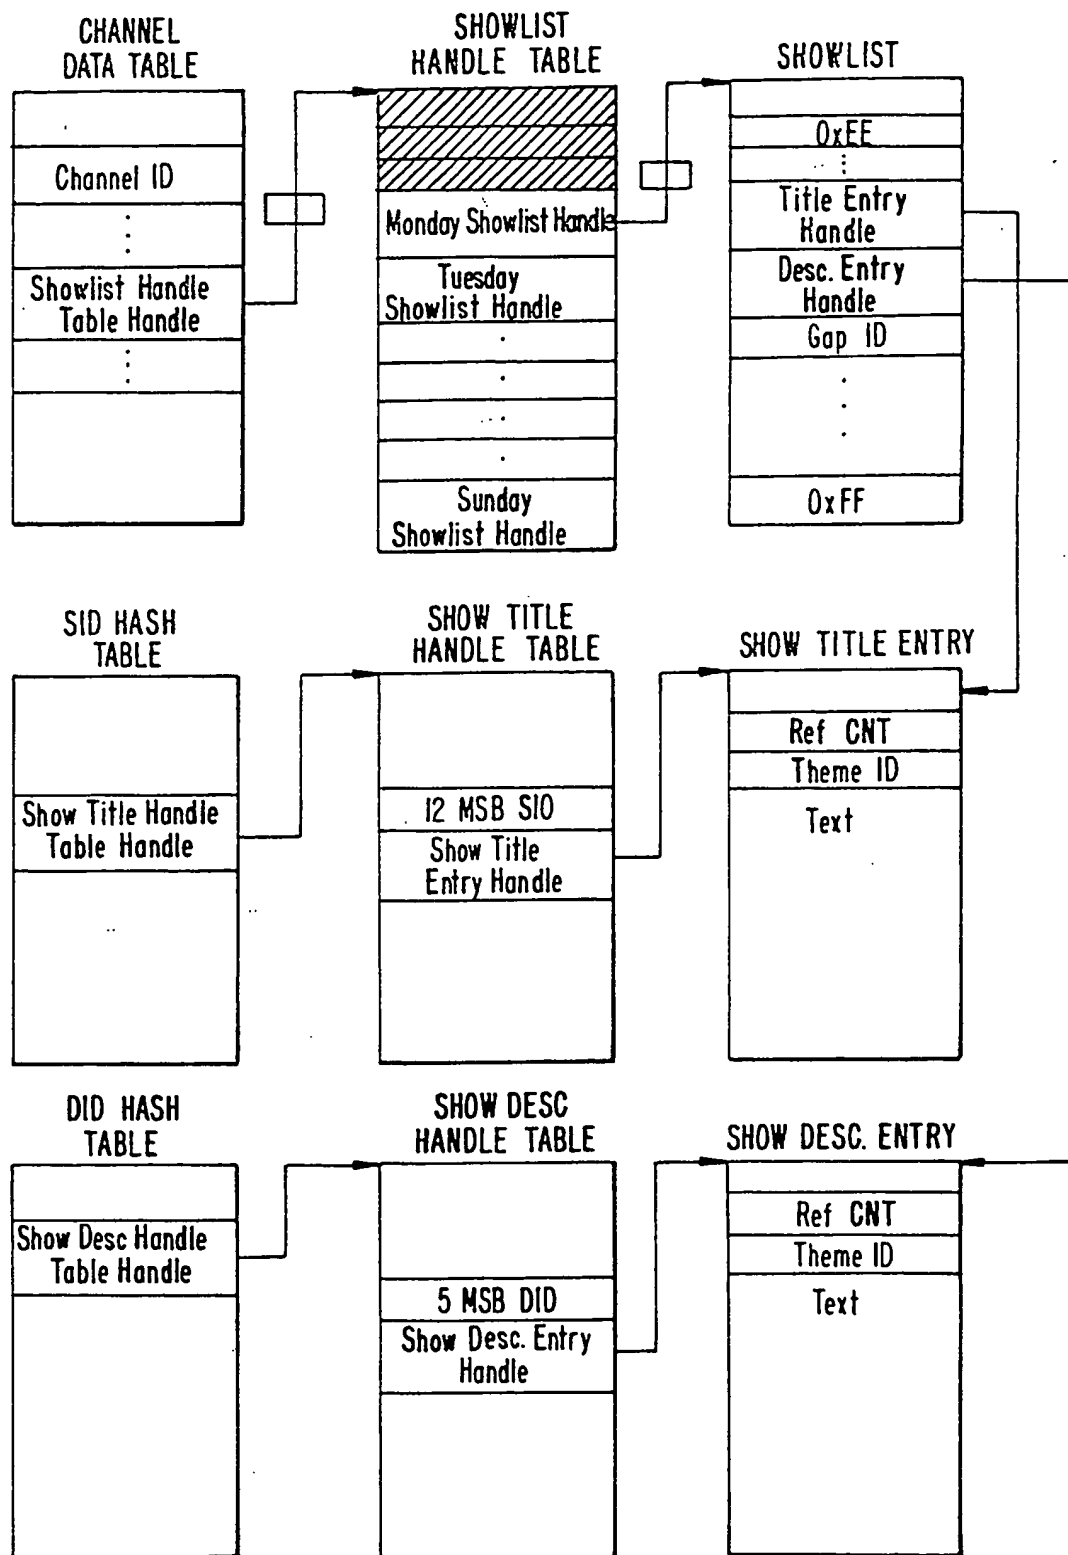 CHANNEL
DATA TABLE
Channel ID
Showlist Handle
Table Handle
SHOWLIST
HANDLE TABLE
Monday Showlist Handle
Tuesday
Showlist Handle
Sunday
Showlist Handle
SHOWLIST
0xEE
Title Entry
Handle
Desc. Entry
Handle
Gap ID
0xFF
SID HASH
TABLE
Show Title Handle
Table Handle
SHOW TITLE
HANDLE TABLE
12 MSB SIO
Show Title
Entry Handle
SHOW TITLE ENTRY
Ref CNT
Theme ID
Text
DID HASH
TABLE
Show Desc Handle
Table Handle
SHOW DESC
HANDLE TABLE
5 MSB DID
Show Desc. Entry
Handle
SHOW DESC. ENTRY
Ref CNT
Theme ID
Text